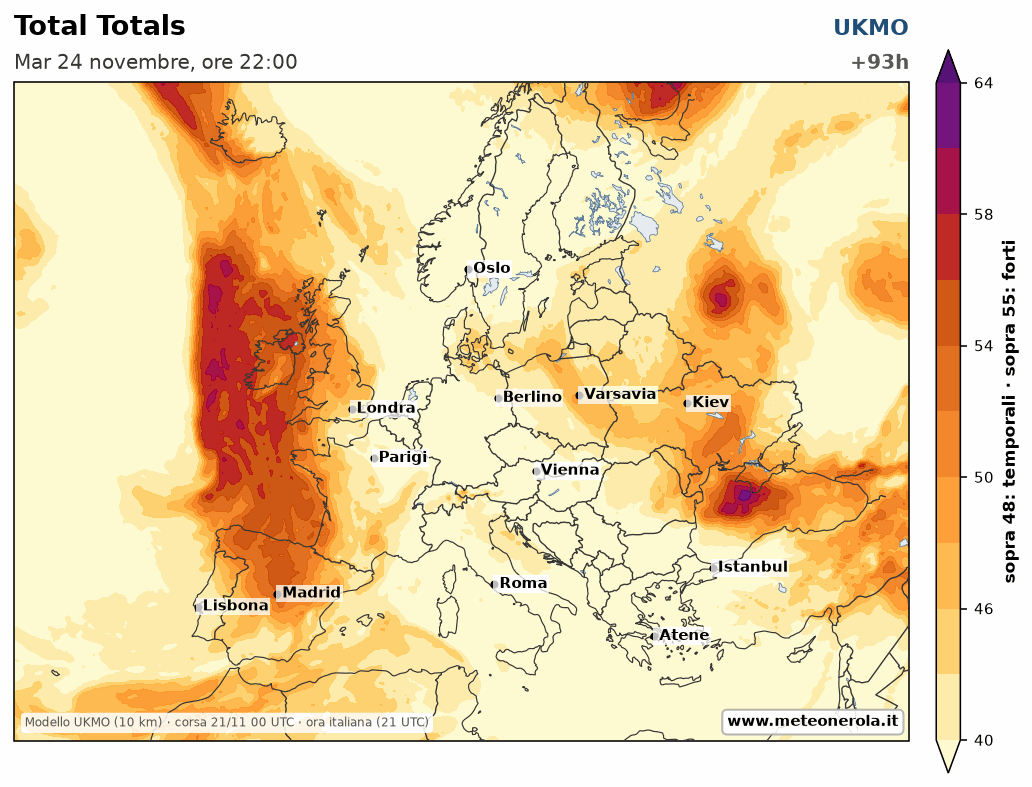 Total Totals
UKMO
Mar 24 novembre, ore 22:00
+93h
64
58
54
50
46
40
sopra 48: temporali · sopra 55: forti
Oslo
Londra
Berlino
Varsavia
Kiev
Parigi
Vienna
Istanbul
Roma
Madrid
Lisbona
Atene
Modello UKMO (10 km) · corsa 21/11 00 UTC · ora italiana (21 UTC)
www.meteonerola.it